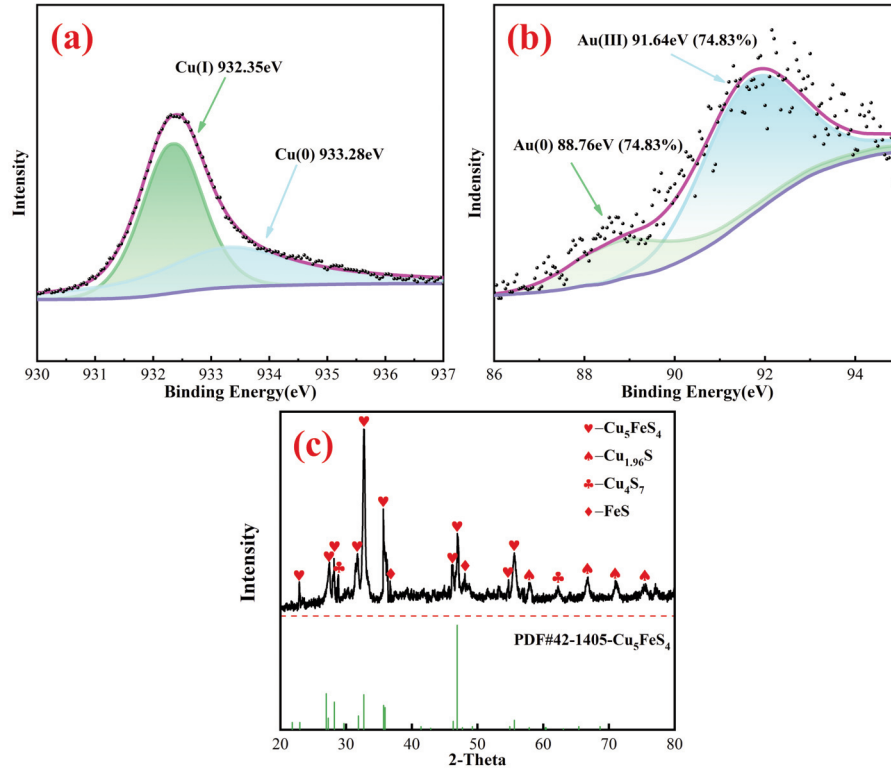 (a)
Cu(I) 932.35eV
Cu(0) 933.28eV
Intensity
930 931 932 933 934 935 936 937
Binding Energy(eV)
(b)
Au(III) 91.64eV (74.83%)
Au(0) 88.76eV (74.83%)
Indensity
86 88 90 92 94
Binding Energy(eV)
(c)
♥–Cu₅FeS₄
♠–Cu₁.₉₆S
♣–Cu₄S₇
♦–FeS
Intensity
PDF#42-1405-Cu₅FeS₄
20 30 40 50 60 70 80
2-Theta